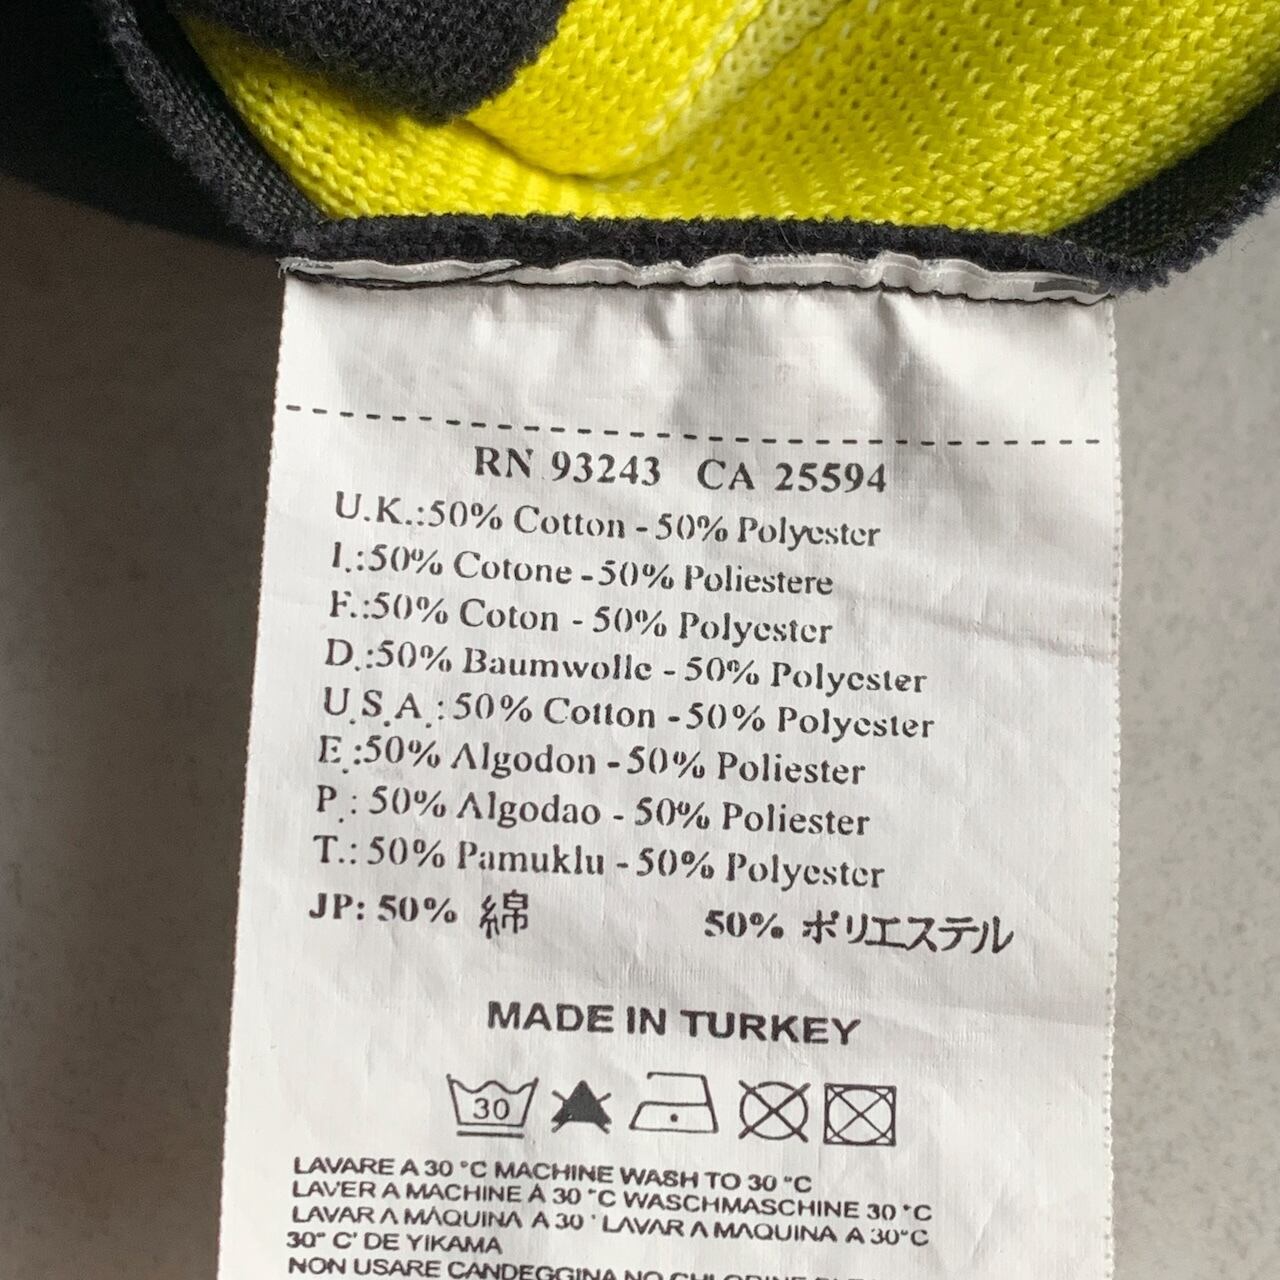 RN 93243 CA 25594
U.K.:50% Cotton - 50% Polyester
I.:50% Cotone - 50% Poliestere
F.:50% Coton - 50% Polyester
D.:50% Baumwolle - 50% Polyester
U.S.A.: 50% Cotton - 50% Polyester
E.:50% Algodon - 50% Poliester
P.: 50% Algodao - 50% Poliester
T.: 50% Pamuklu - 50% Polyester
JP: 50% 綿 50% ポリエステル
MADE IN TURKEY
30
LAVARE A 30 °C MACHINE WASH TO 30 °C
LAVER A MACHINE À 30 °C WASCHMASCHINE 30 °C
LAVAR A MAQUINA A 30 ° LAVAR A MAQUINA A 30°C
30° C' DE YIKAMA
NON USARE CANDEGGINA NO CHLORINE